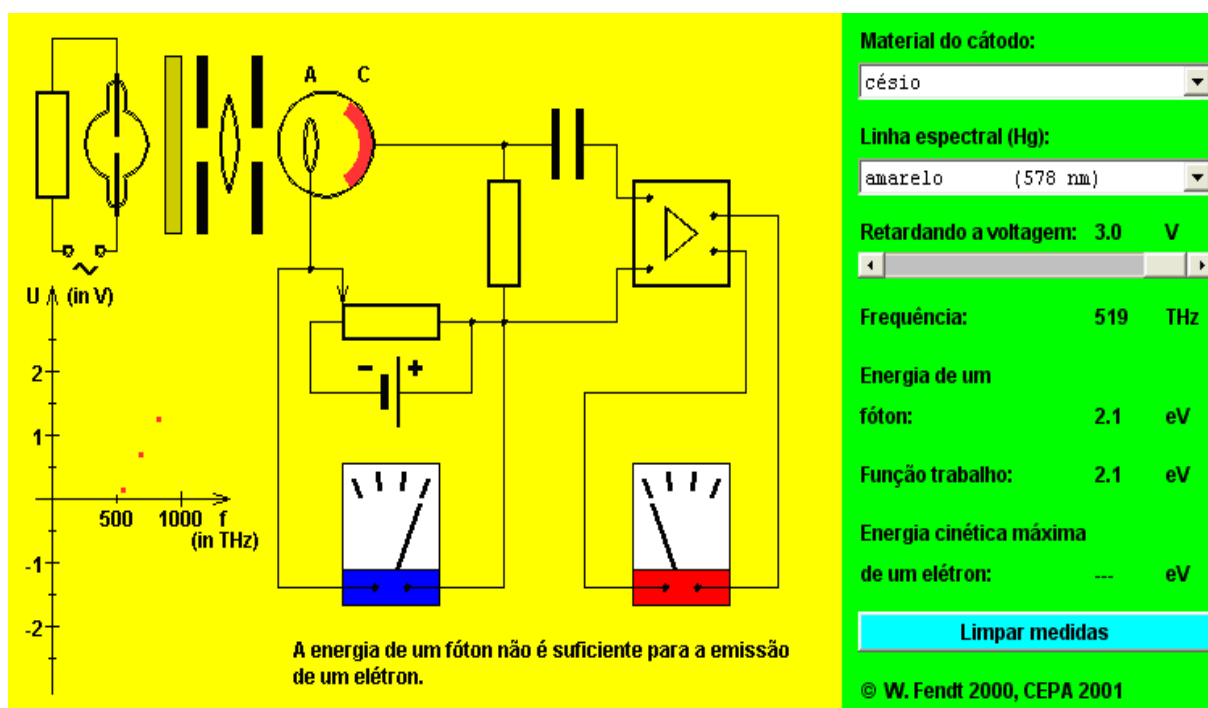 A C
U (in V)
2
1
500 1000 f
(in THz)
-1
-2
- +
A energia de um fóton não é suficiente para a emissão
de um elétron.
Material do cátodo:
césio
Linha espectral (Hg):
amarelo (578 nm)
Retardando a voltagem: 3.0 V
Frequência: 519 THz
Energia de um
fóton: 2.1 eV
Função trabalho: 2.1 eV
Energia cinética máxima
de um elétron: --- eV
Limpar medidas
© W. Fendt 2000, CEPA 2001